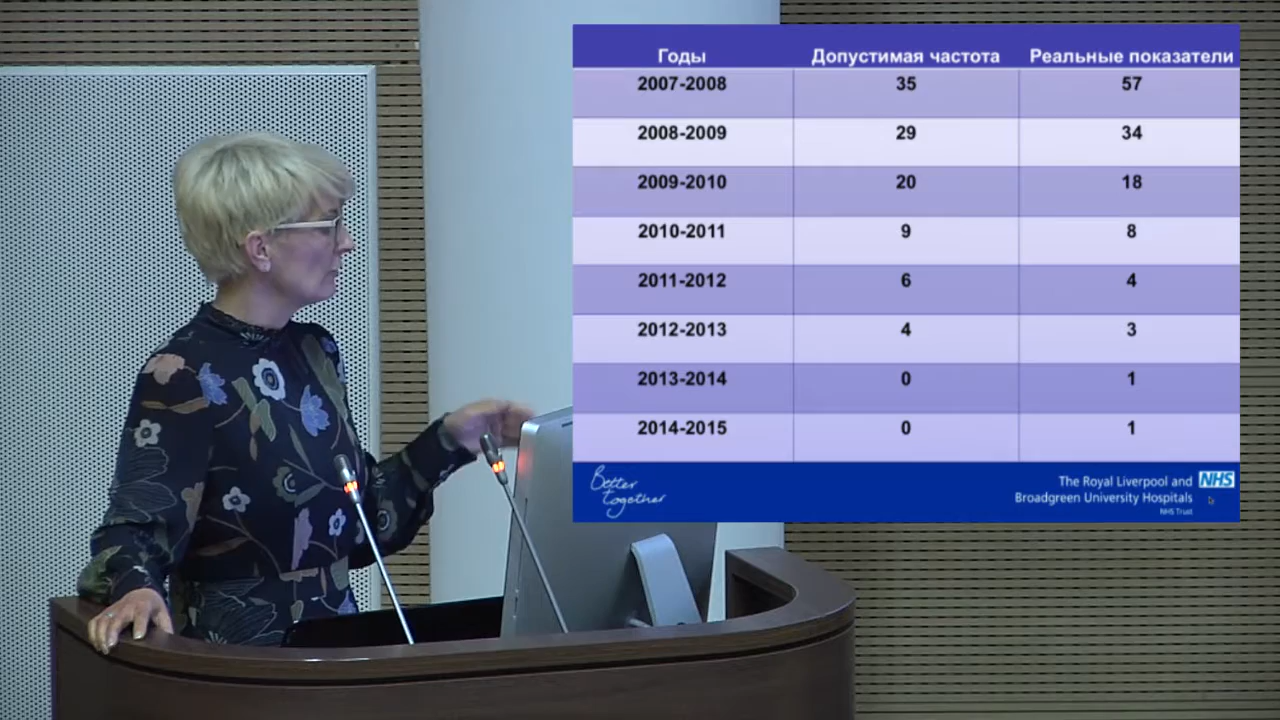 Годы Допустимая частота Реальные показатели
2007-2008 35 57
2008-2009 29 34
2009-2010 20 18
2010-2011 9 8
2011-2012 6 4
2012-2013 4 3
2013-2014 0 1
2014-2015 0 1
Better
together
The Royal Liverpool and
Broadgreen University Hospitals
NHS Trust
NHS